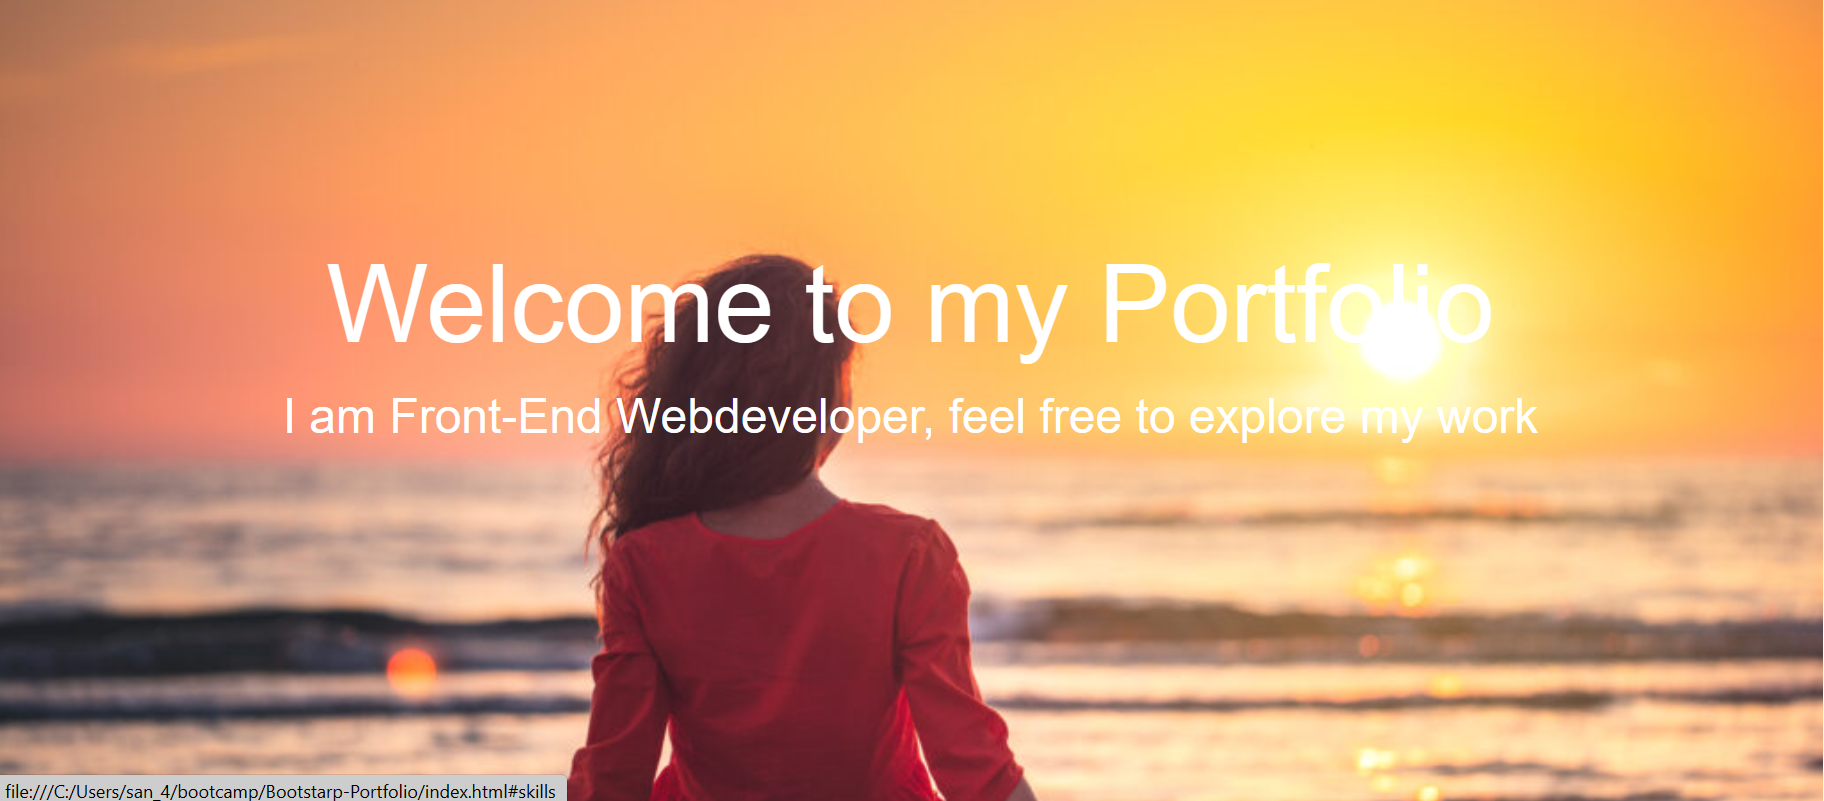 Welcome to my Portfolio
I am Front-End Webdeveloper, feel free to explore my work
file:///C:/Users/san_4/bootcamp/Bootstarp-Portfolio/index.html#skills